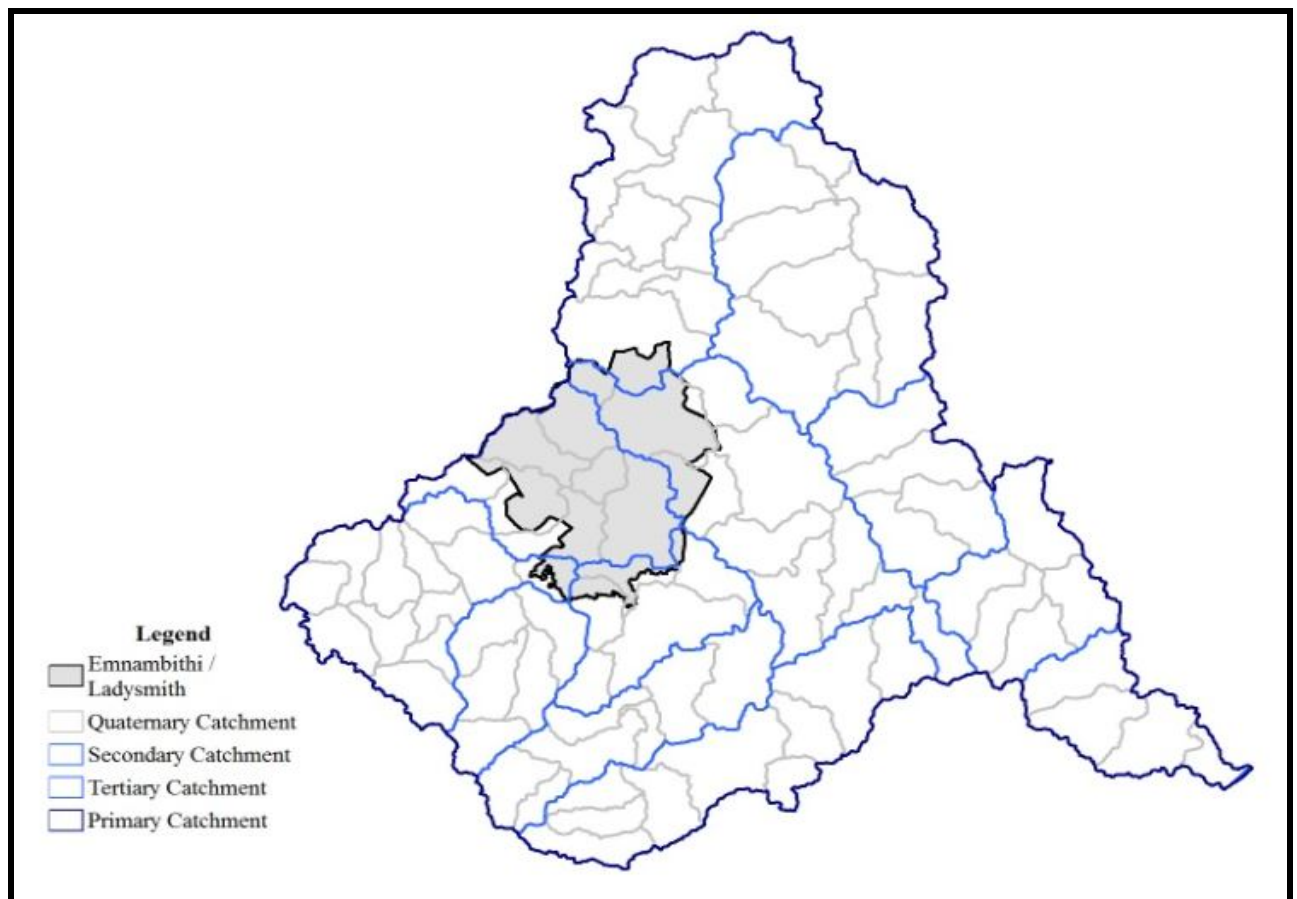 Legend
Emnambithi /
Ladysmith
Quaternary Catchment
Secondary Catchment
Tertiary Catchment
Primary Catchment